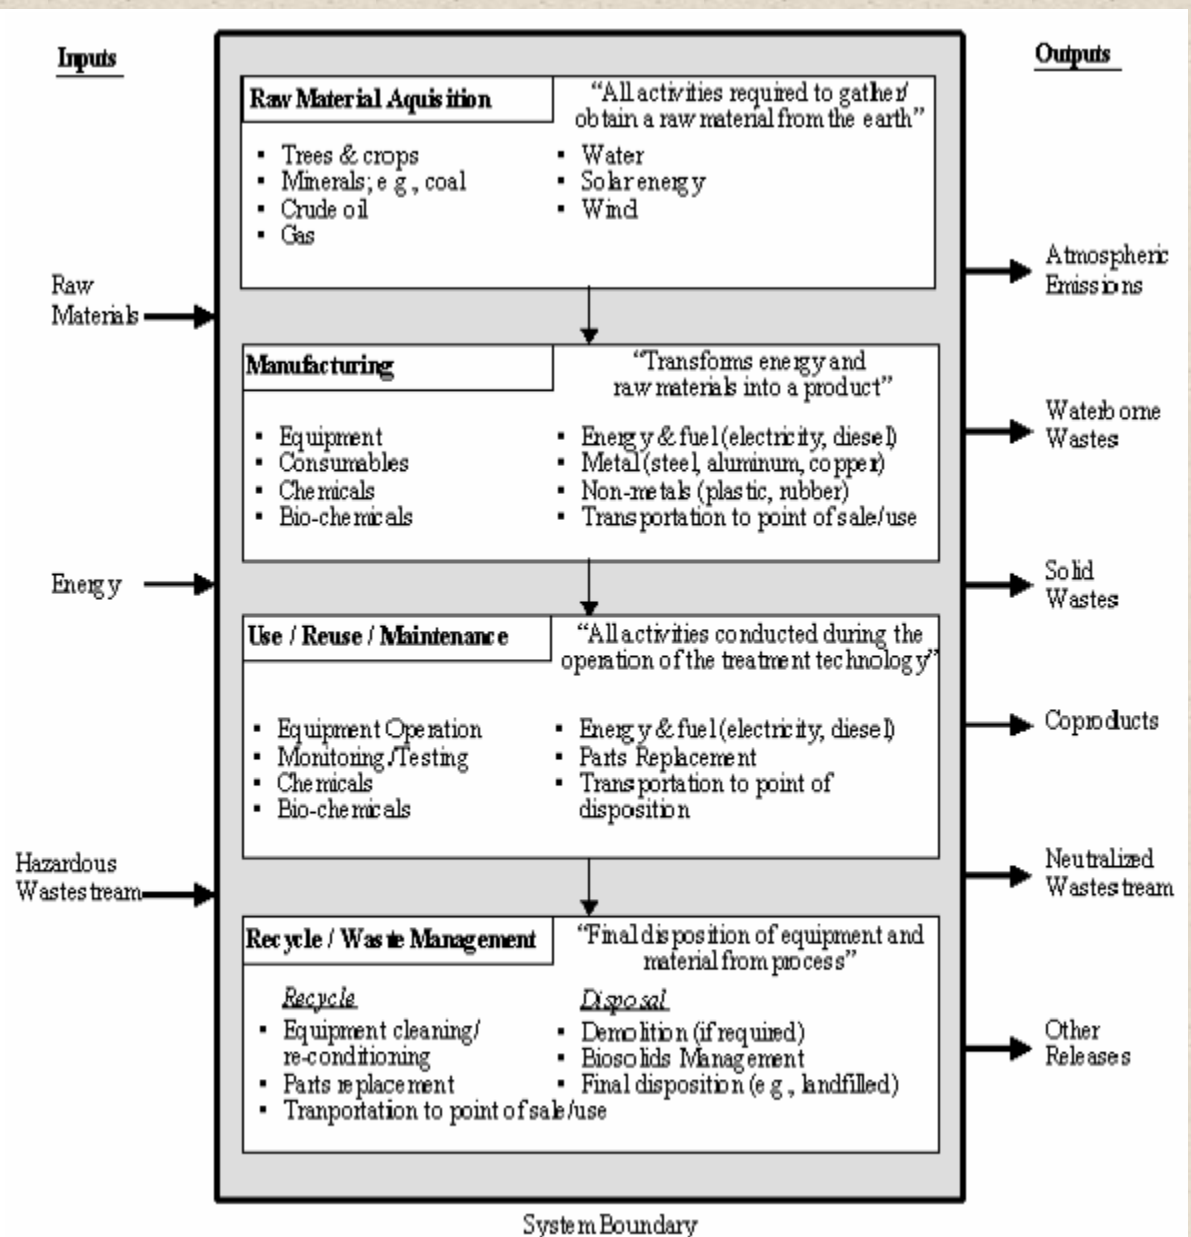 Inputs
Outputs
Raw Material Aquisition
"All activities required to gather/
obtain a raw material from the earth"
▪ Trees & crops
▪ Minerals; e g , coal
▪ Crude oil
▪ Gas
▪ Water
▪ Solar energy
▪ Wind
Raw
Materials
Atmospheric
Emissions
Manufacturing
"Transforms energy and
raw materials into a product"
▪ Equipment
▪ Consumables
▪ Chemicals
▪ Bio-chemicals
▪ Energy & fuel (electricity, diesel)
▪ Metal (steel, aluminum, copper)
▪ Non-metals (plastic, rubber)
▪ Transportation to point of sale/use
Waterborne
Wastes
Energy
Solid
Wastes
Use / Reuse / Maintenance
"All activities conducted during the
operation of the treatment technology"
▪ Equipment Operation
▪ Monitoring/Testing
▪ Chemicals
▪ Bio-chemicals
▪ Energy & fuel (electricity, diesel)
▪ Parts Replacement
▪ Transportation to point of
disposition
Coproducts
Hazardous
Wastestream
Neutralized
Wastestream
Recycle / Waste Management
"Final disposition of equipment and
material from process"
Recycle
▪ Equipment cleaning/
re-conditioning
▪ Parts replacement
▪ Tranportation to point of sale/use
Disposal
▪ Demolition (if required)
▪ Biosolids Management
▪ Final disposition (e g , landfilled)
Other
Releases
System Boundary